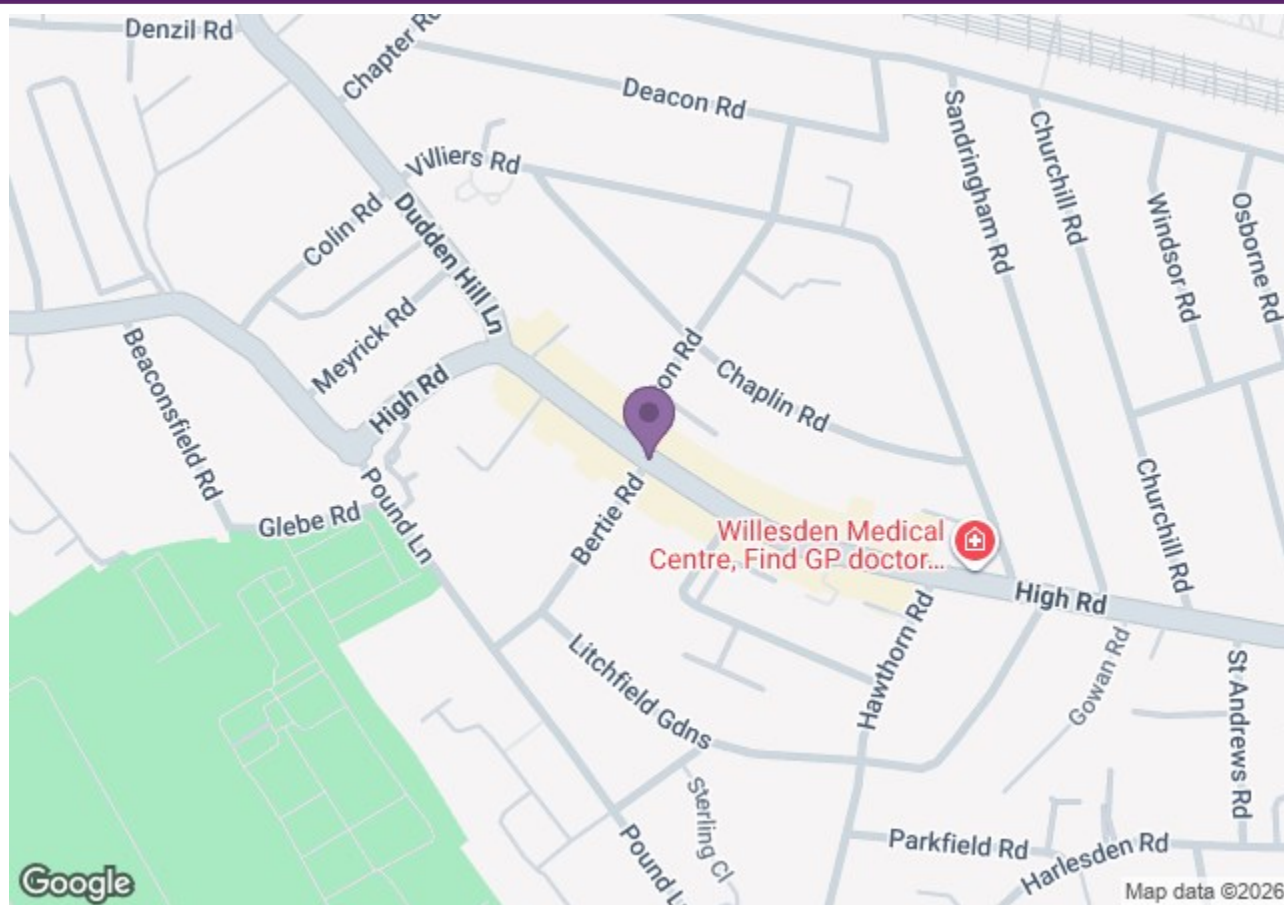 Denzil Rd
Chapter Rd
Deacon Rd
Villiers Rd
Sandringham Rd
Churchill Rd
Windsor Rd
Osborne Rd
Colin Rd
Dudden Hill Ln
Meyrick Rd
High Rd
Beaconsfield Rd
on Rd
Chaplin Rd
Pound Ln
Glebe Rd
Bertie Rd
Willesden Medical
Centre, Find GP doctor...
High Rd
Churchill Rd
Hawthorn Rd
Gowan Rd
St Andrews Rd
Litchfield Gdns
Sterling Cl
Pound L
Parkfield Rd
Harlesden Rd
Google
Map data ©2026